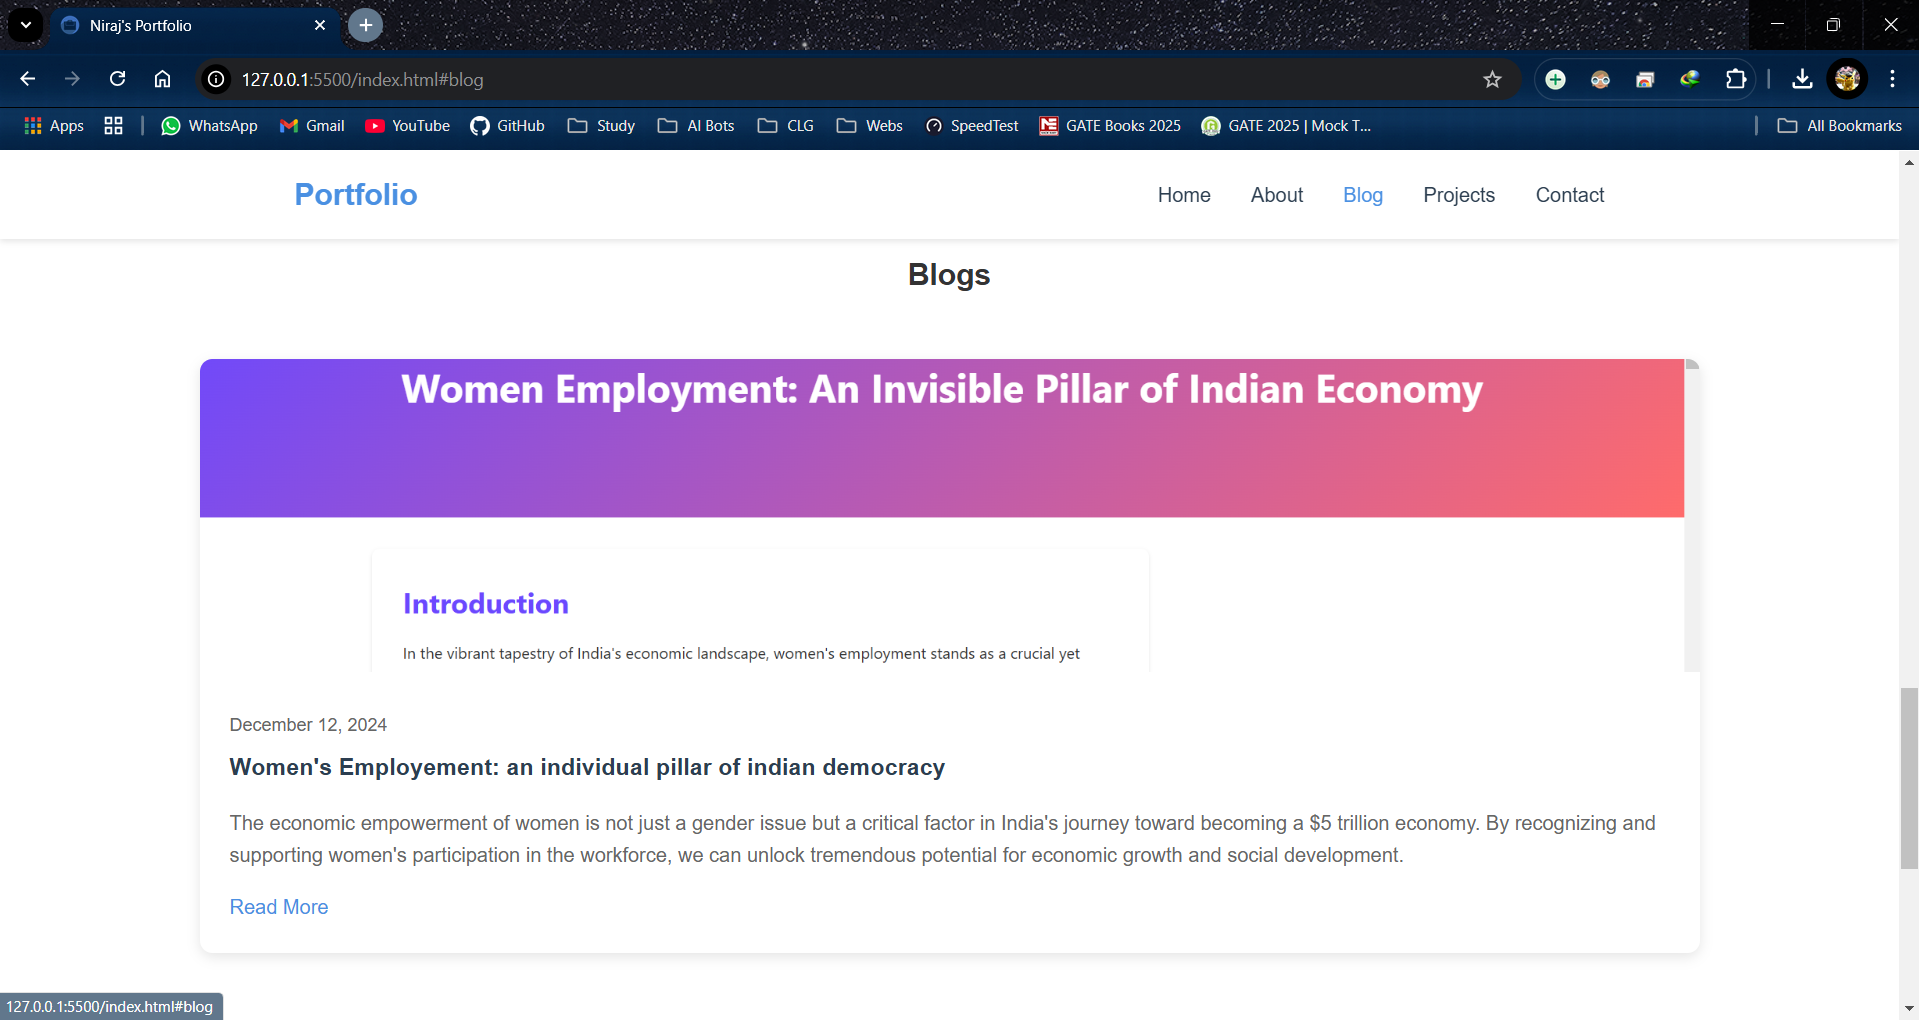 Niraj's Portfolio
127.0.0.1:5500/index.html#blog
Apps WhatsApp Gmail YouTube GitHub Study AI Bots CLG Webs SpeedTest GATE Books 2025 GATE 2025 | Mock T... All Bookmarks
Portfolio Home About Blog Projects Contact
Blogs
Women Employment: An Invisible Pillar of Indian Economy
Introduction
In the vibrant tapestry of India's economic landscape, women's employment stands as a crucial yet
December 12, 2024
Women's Employement: an individual pillar of indian democracy
The economic empowerment of women is not just a gender issue but a critical factor in India's journey toward becoming a $5 trillion economy. By recognizing and
supporting women's participation in the workforce, we can unlock tremendous potential for economic growth and social development.
Read More
127.0.0.1:5500/index.html#blog